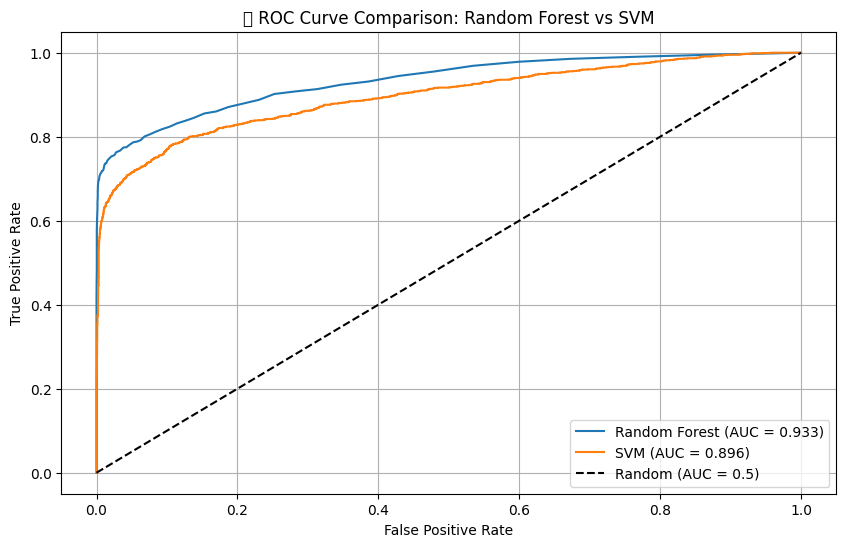 ROC Curve Comparison: Random Forest vs SVM
1.0
0.8
0.6
0.4
0.2
0.0
True Positive Rate
0.0 0.2 0.4 0.6 0.8 1.0
False Positive Rate
Random Forest (AUC = 0.933)
SVM (AUC = 0.896)
Random (AUC = 0.5)